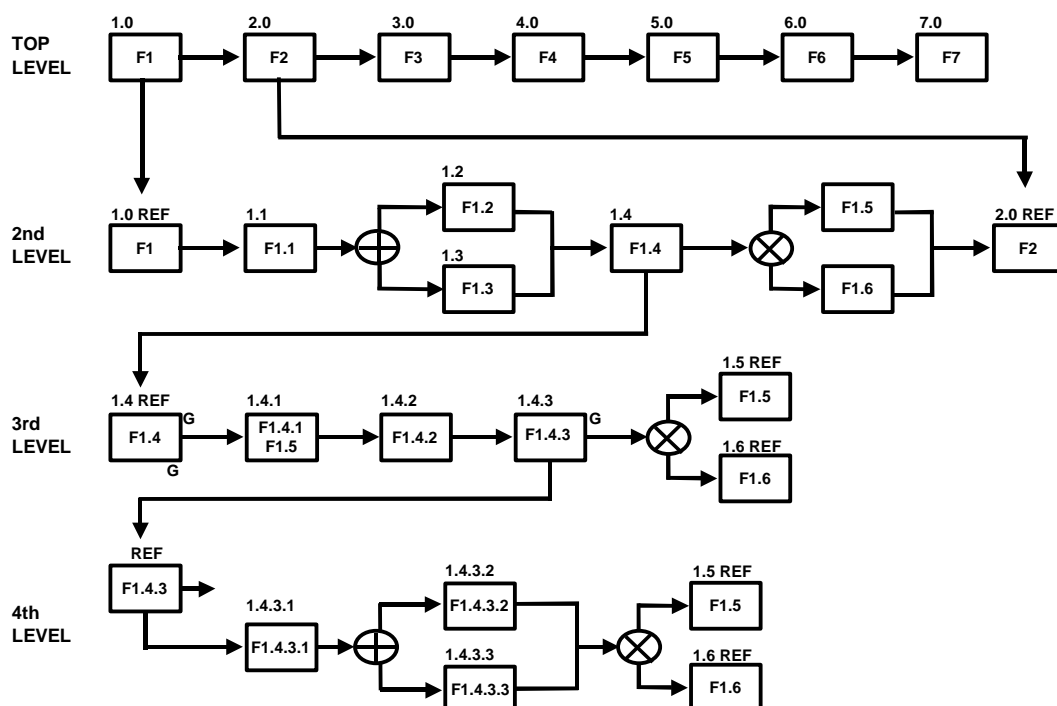 1.0 2.0 3.0 4.0 5.0 6.0 7.0
TOP
LEVEL
F1 F2 F3 F4 F5 F6 F7
1.2
1.0 REF 1.1 F1.2 1.4 F1.5 2.0 REF
2nd
LEVEL
F1 F1.1 F1.4 F2
1.3
F1.3 F1.6
1.5 REF
F1.5
1.4 REF 1.4.1 1.4.2 1.4.3
G G
3rd
LEVEL
F1.4 F1.4.1
F1.5 F1.4.2 F1.4.3
G
1.6 REF
F1.6
REF
F1.4.3
1.4.3.2 1.5 REF
F1.4.3.2 F1.5
4th
LEVEL
1.4.3.1
F1.4.3.1
1.4.3.3 1.6 REF
F1.4.3.3 F1.6